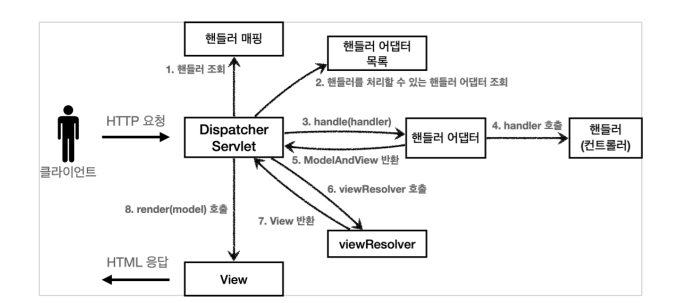 핸들러 매핑
핸들러 어댑터
목록
1. 핸들러 조회
2. 핸들러를 처리할 수 있는 핸들러 어댑터 조회
HTTP 요청
Dispatcher
Servlet
3. handle(handler)
핸들러 어댑터
4. handler 호출
핸들러
(컨트롤러)
클라이언트
5. ModelAndView 반환
6. viewResolver 호출
8. render(model) 호출
7. View 반환
viewResolver
HTML 응답
View